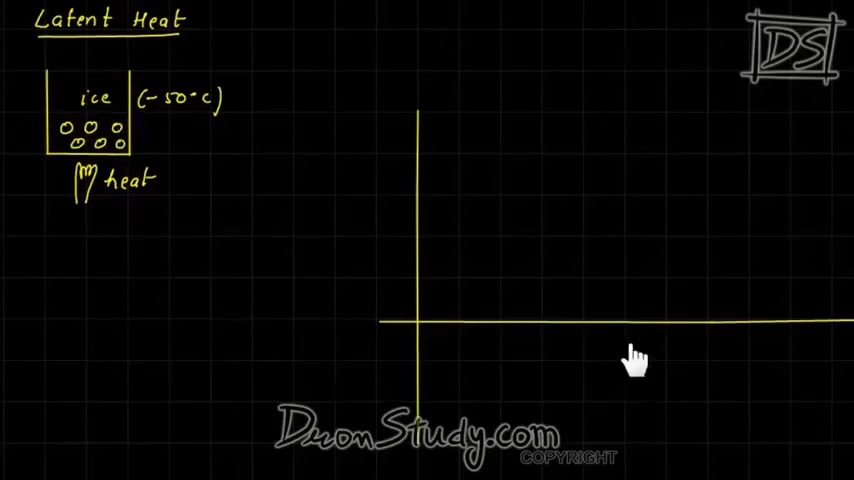 Latent Heat
DS
ice (-50°C)
heat
DronStudy.com
COPYRIGHT